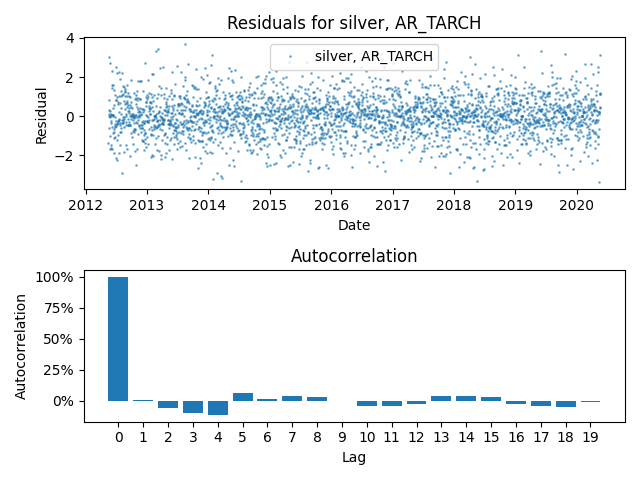 Residuals for silver, AR_TARCH
4
2
0
−2
Residual
silver, AR_TARCH
2012 2013 2014 2015 2016 2017 2018 2019 2020
Date
Autocorrelation
100%
75%
50%
25%
0%
Autocorrelation
0 1 2 3 4 5 6 7 8 9 10 11 12 13 14 15 16 17 18 19
Lag